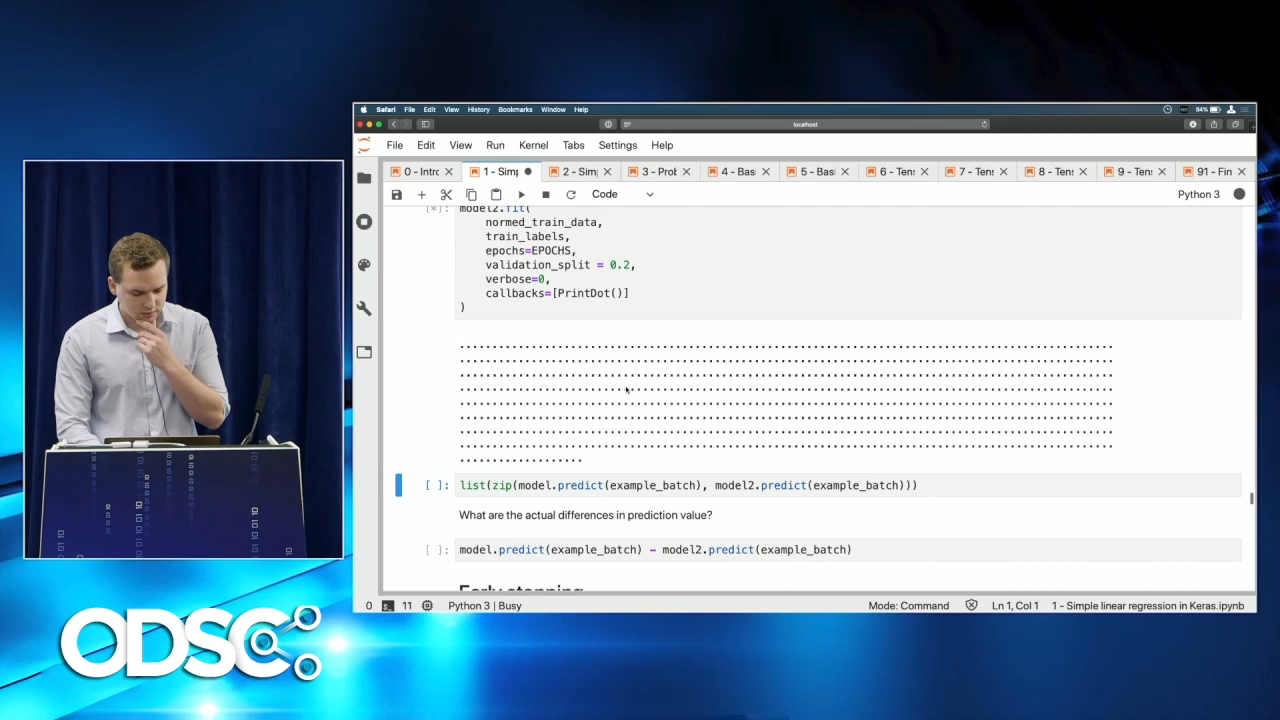 Safari File Edit View History Bookmarks Window Help 84%
localhost
File Edit View Run Kernel Tabs Settings Help
0 - Intro 1 - Simp 2 - Sim 3 - Prob 4 - Basi 5 - Basi 6 - Tens 7 - Tens 8 - Tens 9 - Tens 91 - Fin
Code Python 3
[*]: model2.fit(
normed_train_data,
train_labels,
epochs=EPOCHS,
validation_split = 0.2,
verbose=0,
callbacks=[PrintDot()]
)
[ ]: list(zip(model.predict(example_batch), model2.predict(example_batch)))
What are the actual differences in prediction value?
[ ]: model.predict(example_batch) - model2.predict(example_batch)
Early stopping
0 11 Python 3 | Busy Mode: Command Ln 1, Col 1 1 - Simple linear regression in Keras.ipynb
ODSC